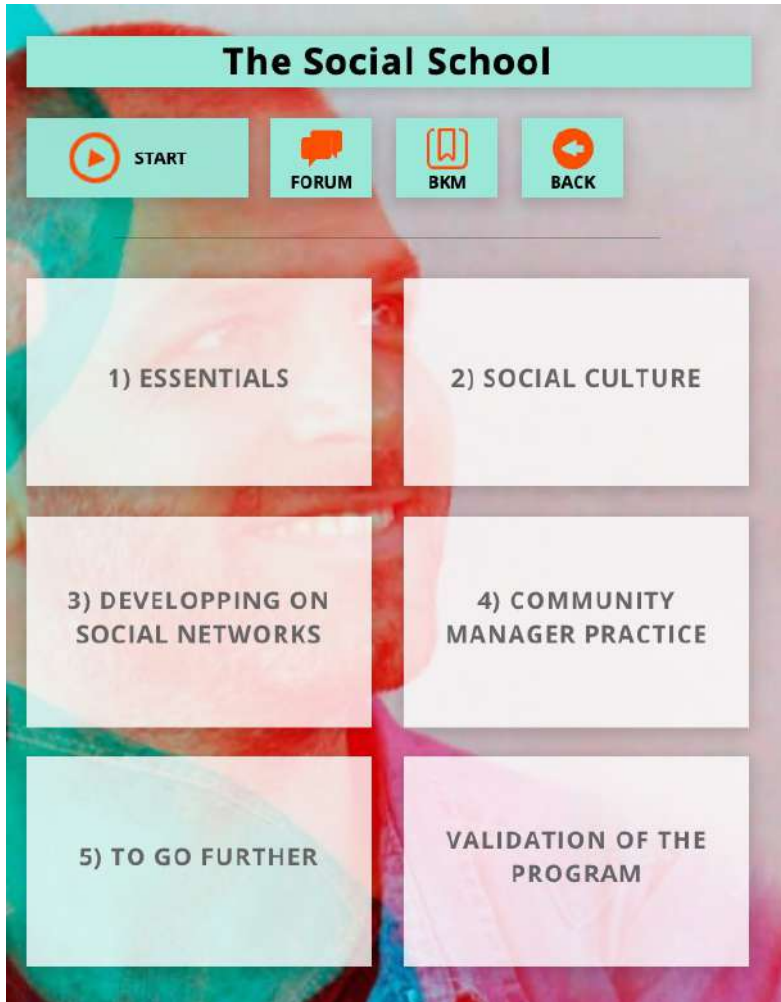 The Social School
START
FORUM
BKM
BACK
1) ESSENTIALS
2) SOCIAL CULTURE
3) DEVELOPPING ON
SOCIAL NETWORKS
4) COMMUNITY
MANAGER PRACTICE
5) TO GO FURTHER
VALIDATION OF THE
PROGRAM